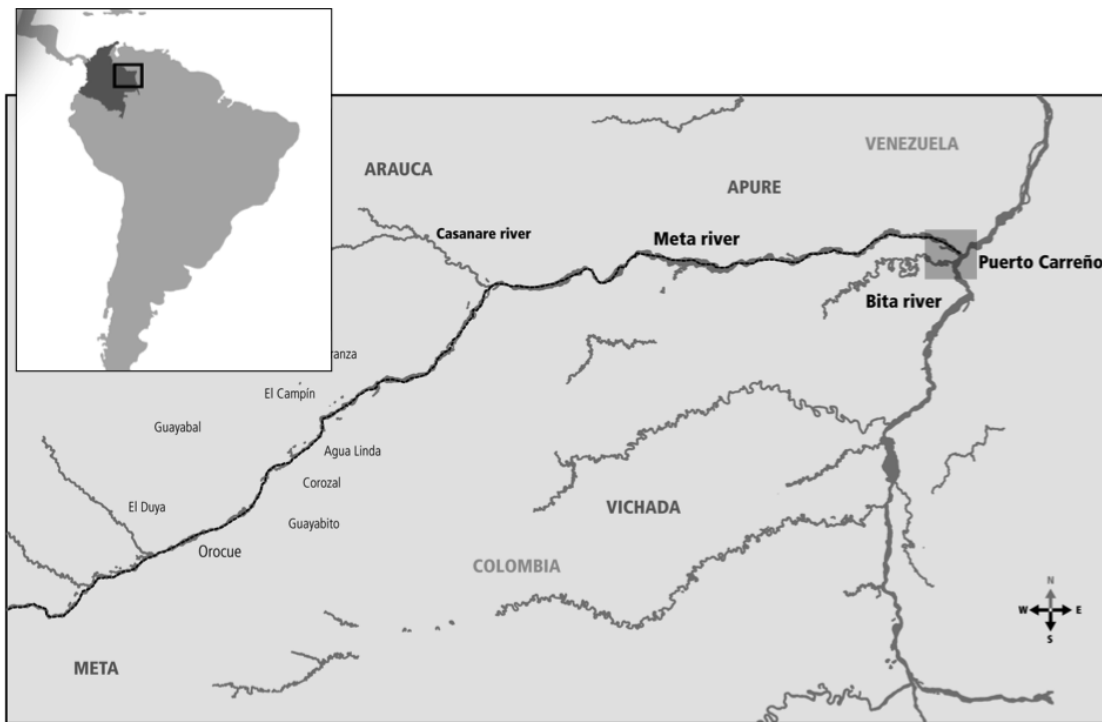 VENEZUELA
ARAUCA
APURE
Casanare river
Meta river
Puerto Carreño
Bita river
El Campín
Guayabal
Agua Linda
Corozal
El Duya
Guayabito
VICHADA
Orocue
COLOMBIA
META
N
W E
S